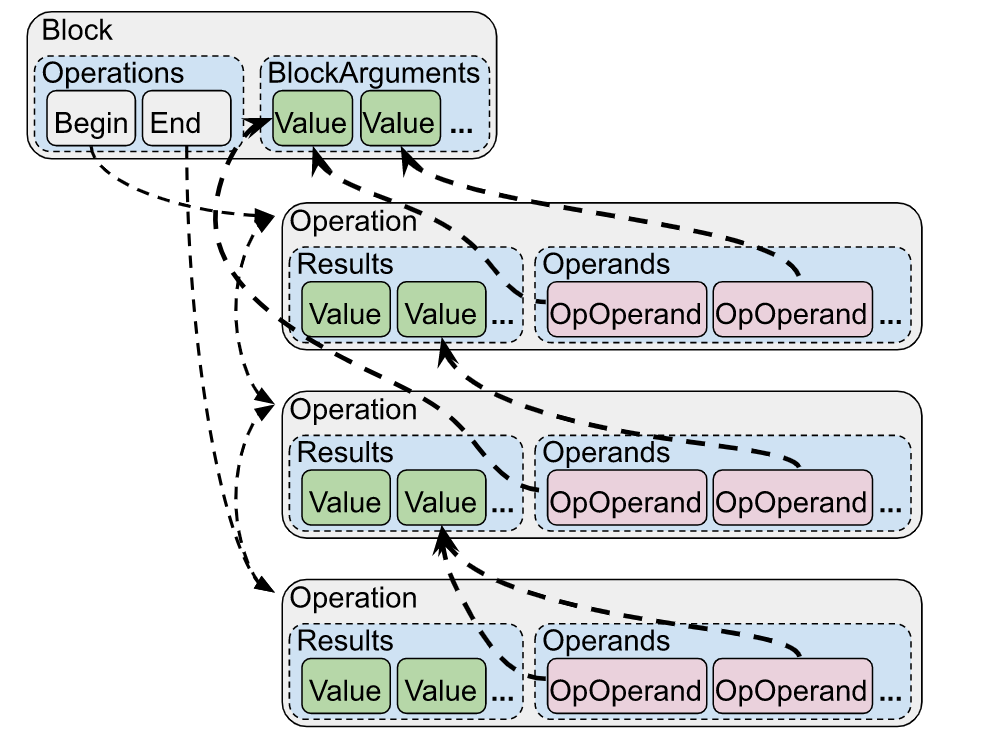 Block
Operations BlockArguments
Begin End Value Value ...
Operation
Results Operands
Value Value ... OpOperand OpOperand ...
Operation
Results Operands
Value Value ... OpOperand OpOperand ...
Operation
Results Operands
Value Value ... OpOperand OpOperand ...